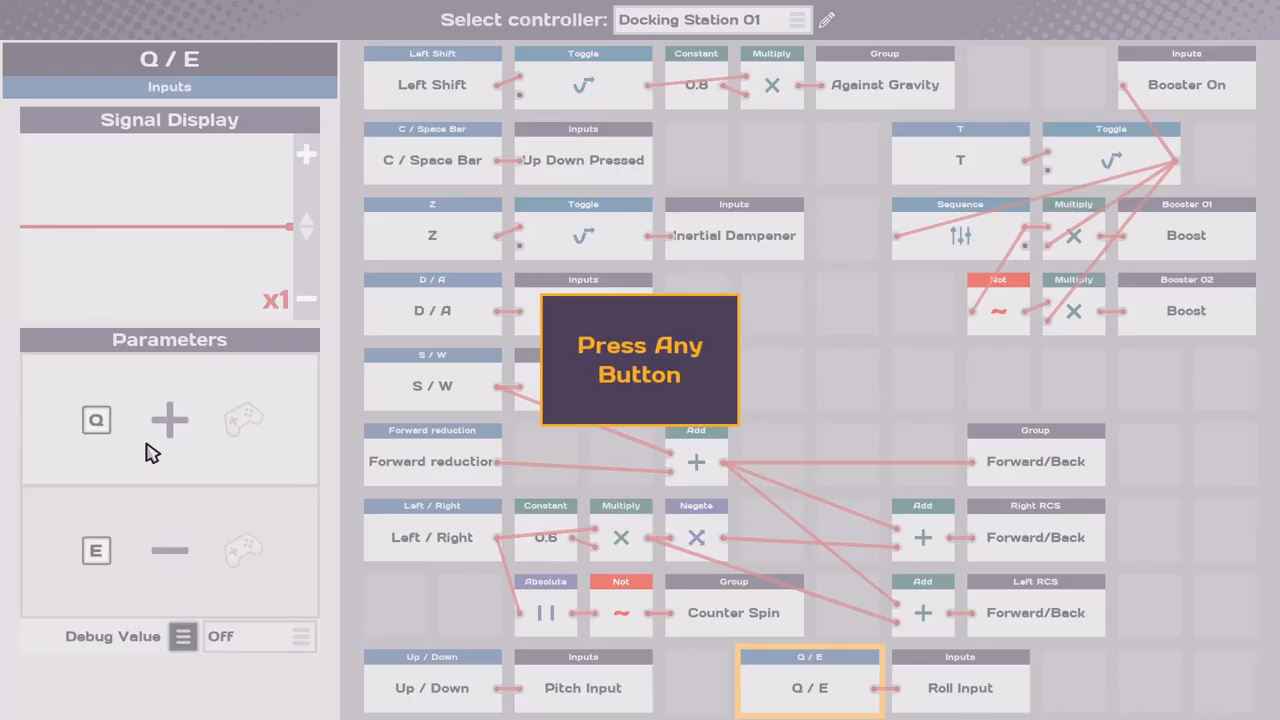 Select controller:
Docking Station 01
Q / E
Inputs
Signal Display
x1
Parameters
Q
E
Debug Value
Off
Left Shift
Toggle
Constant
Multiply
Group
Inputs
Left Shift
0.8
Against Gravity
Booster On
C / Space Bar
Inputs
T
Toggle
C / Space Bar
Up Down Pressed
T
Z
Toggle
Inputs
Sequence
Multiply
Booster 01
Z
Inertial Dampener
Boost
D / A
Inputs
Not
Multiply
Booster 02
D / A
Boost
Press Any
Button
S / W
S / W
Forward reduction
Add
Group
Forward reduction
Forward/Back
Left / Right
Constant
Multiply
Negate
Add
Right RCS
Left / Right
0.6
Forward/Back
Absolute
Not
Group
Add
Left RCS
Counter Spin
Forward/Back
Up / Down
Inputs
Q / E
Inputs
Up / Down
Pitch Input
Q / E
Roll Input